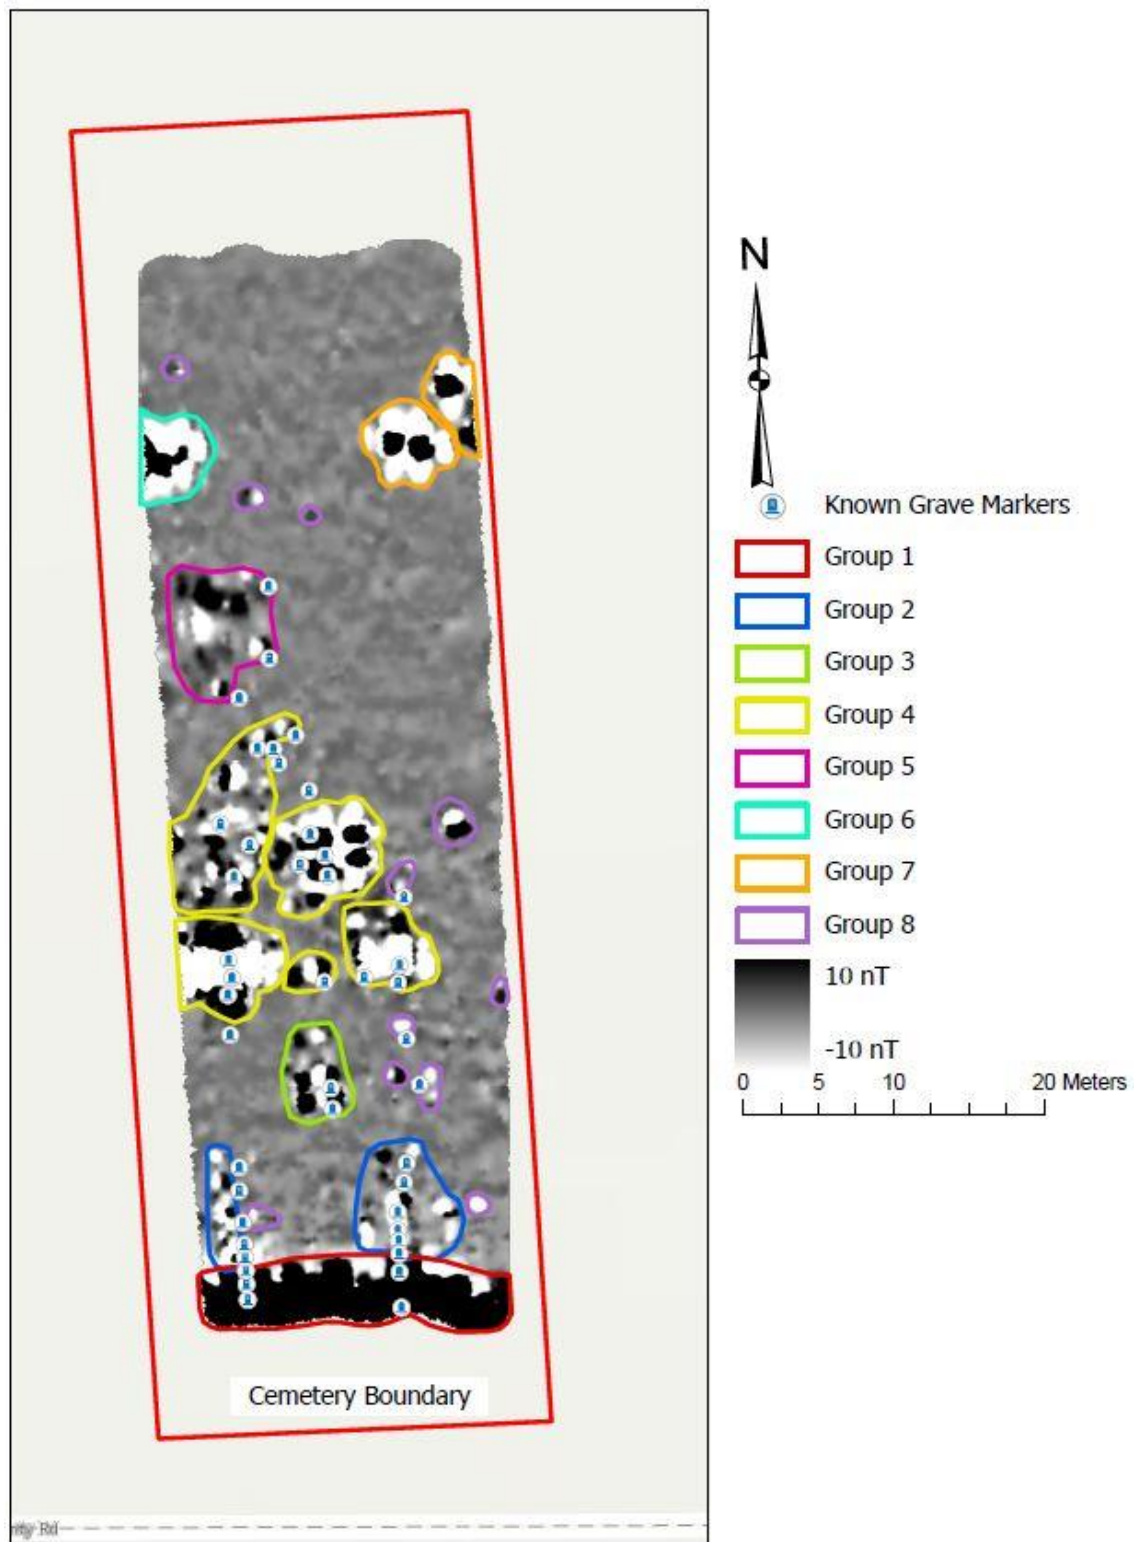 N
Known Grave Markers
Group 1
Group 2
Group 3
Group 4
Group 5
Group 6
Group 7
Group 8
10 nT
-10 nT
0 5 10 20 Meters
Cemetery Boundary
Rd